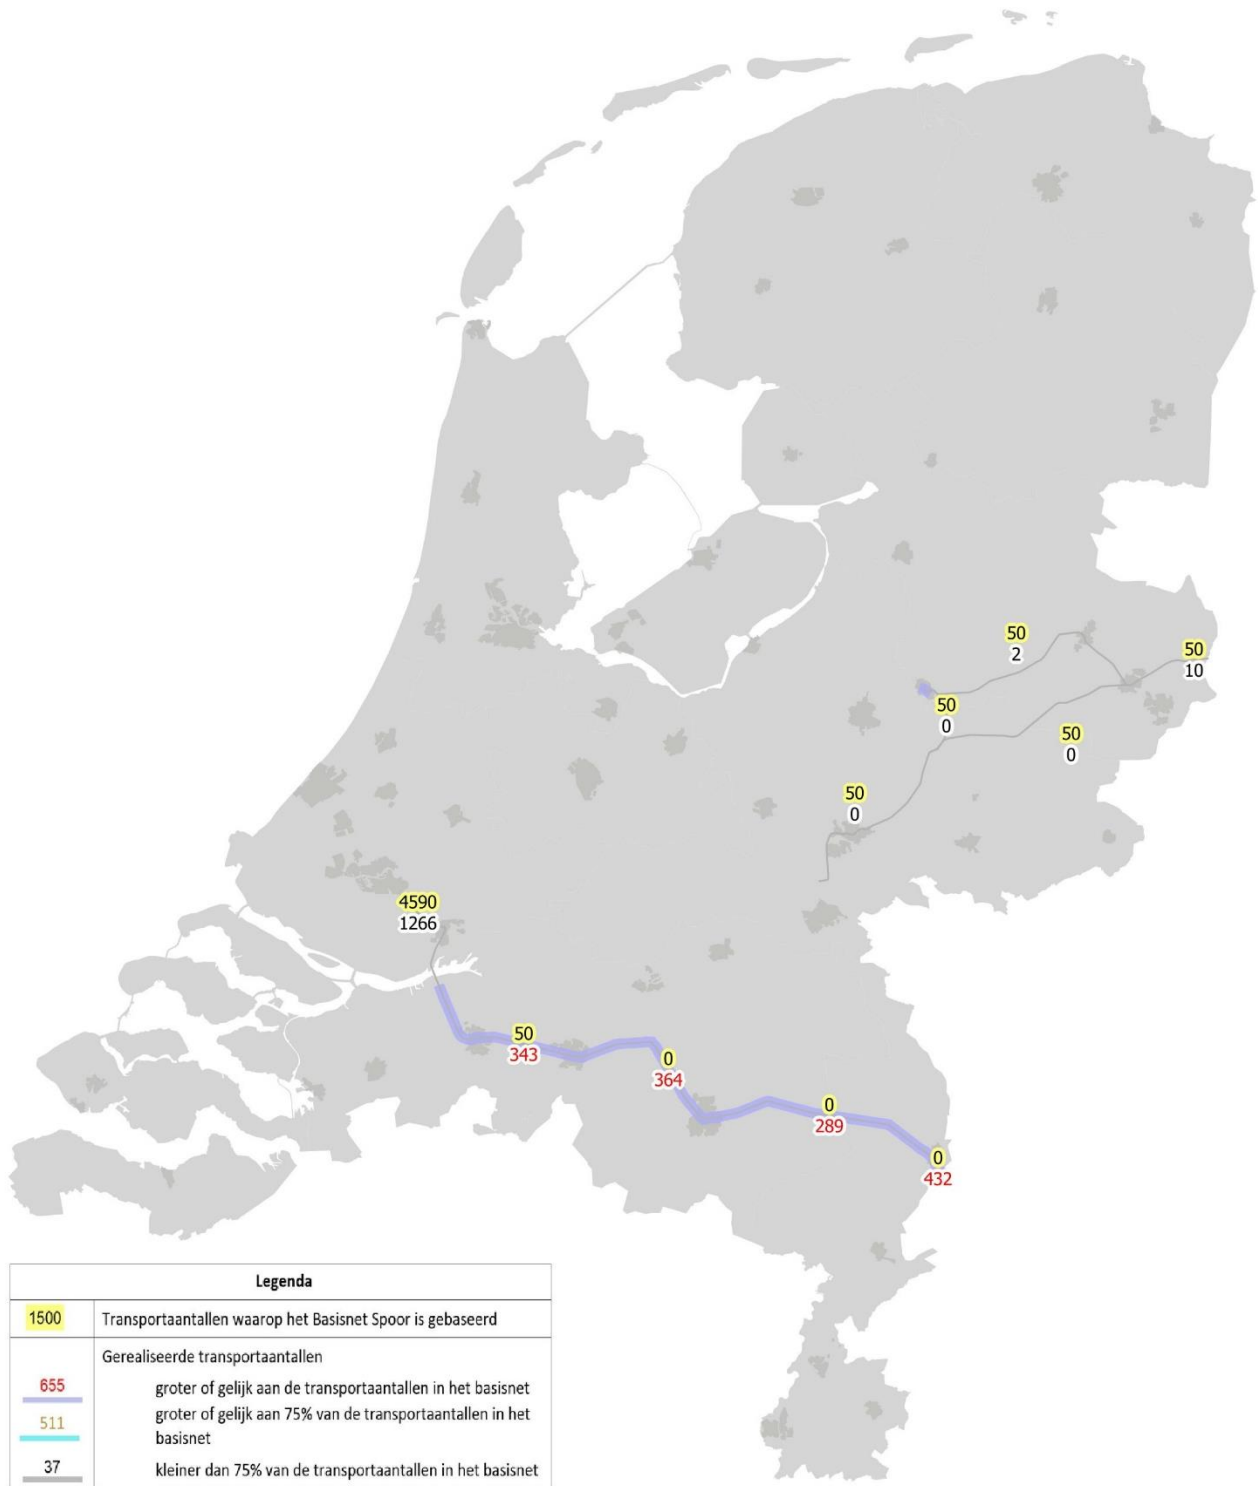 50
2
50
10
50
0
50
0
50
0
4590
1266
50
343
0
364
0
289
0
432
Legenda
1500 Transportaantallen waarop het Basisnet Spoor is gebaseerd
Gerealiseerde transportaantallen
655 groter of gelijk aan de transportaantallen in het basisnet
511 groter of gelijk aan 75% van de transportaantallen in het
basisnet
37 kleiner dan 75% van de transportaantallen in het basisnet